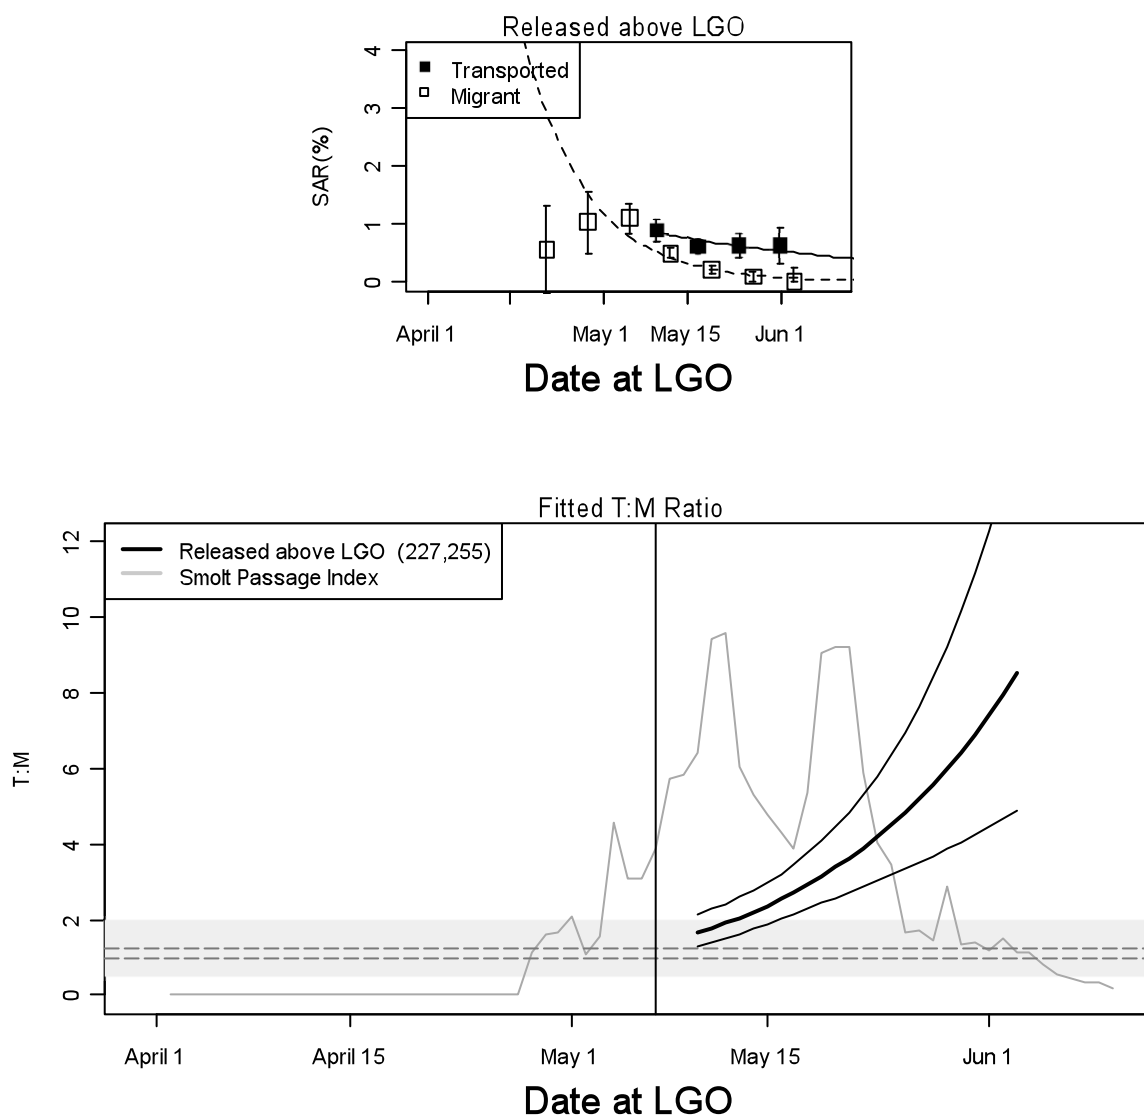 Released above LGO
4
Transported
Migrant
3
SAR(%)
2
1
0
April 1
May 1
May 15
Jun 1
Date at LGO
Fitted T:M Ratio
12
Released above LGO (227,255)
Smolt Passage Index
10
8
T:M
6
4
2
0
April 1
April 15
May 1
May 15
Jun 1
Date at LGO